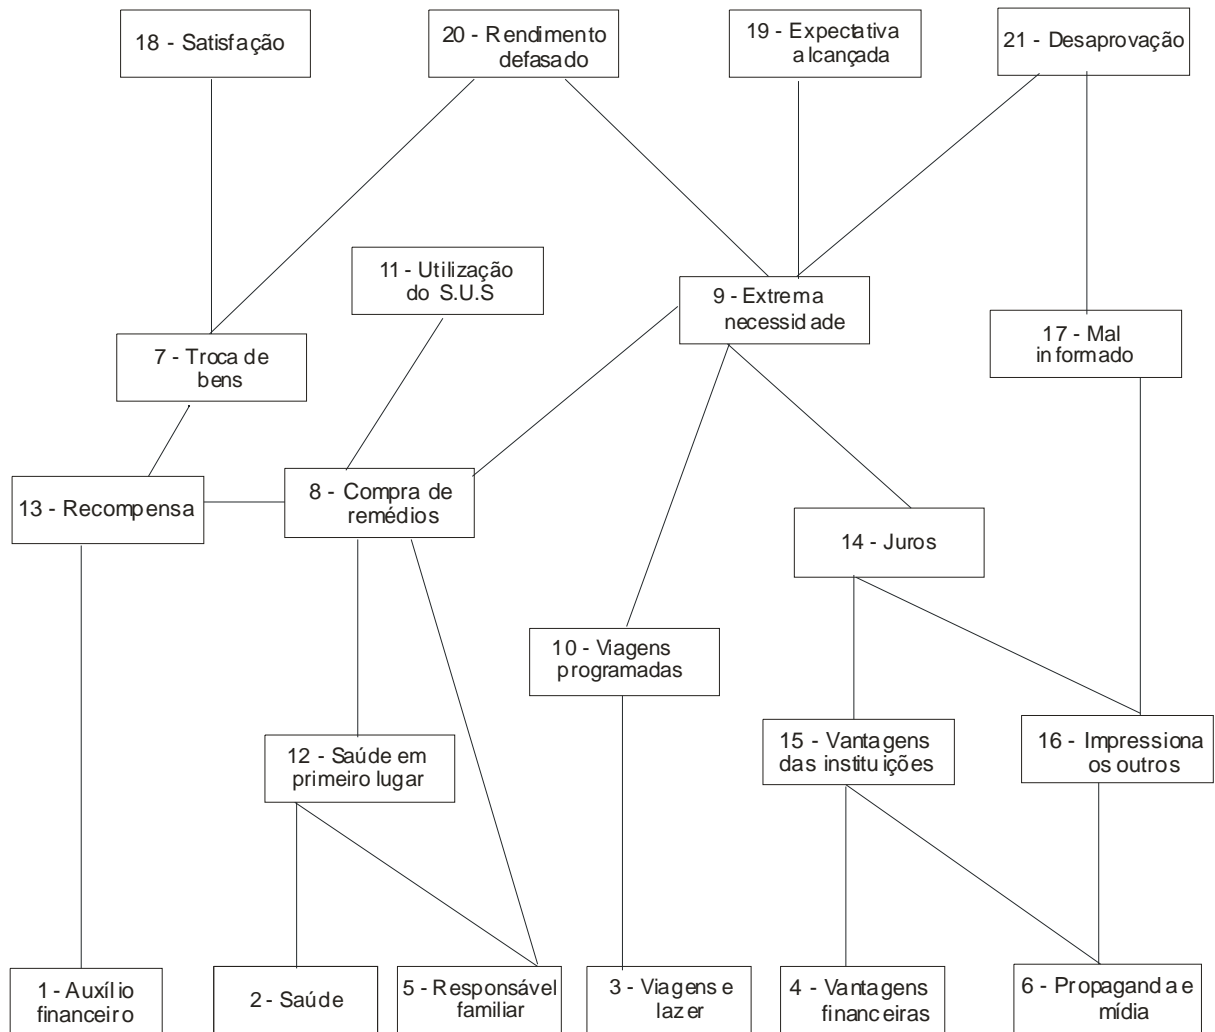 18 - Satisfação
20 - Rendimento
defasado
19 - Expectativa
alcançada
21 - Desaprovação
11 - Utilização
do S.U.S
9 - Extrema
necessidade
17 - Mal
informado
7 - Troca de
bens
13 - Recompensa
8 - Compra de
remédios
14 - Juros
10 - Viagens
programadas
12 - Saúde em
primeiro lugar
15 - Vantagens
das instituições
16 - Impressiona
os outros
1 - Auxílio
financeiro
2 - Saúde
5 - Responsável
familiar
3 - Viagens e
lazer
4 - Vantagens
financeiras
6 - Propaganda e
mídia